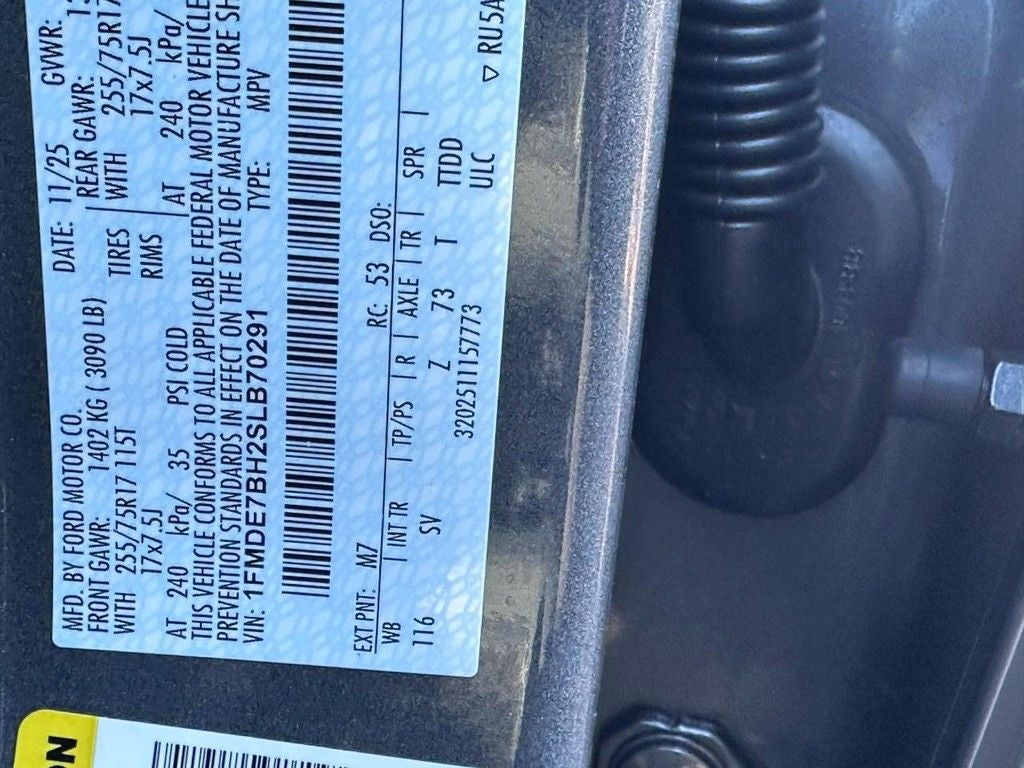 MFD. BY FORD MOTOR CO.
DATE: 11/25
GVWR:
FRONT GAWR: 1402 KG ( 3090 LB)
REAR GAWR:
WITH 255/75R17 115T
TIRES
WITH 255/75R17
17x7.5J
RIMS
17x7.5J
AT 240 kPa/ 35 PSI COLD
AT 240 kPa/
THIS VEHICLE CONFORMS TO ALL APPLICABLE FEDERAL MOTOR VEHICLE
PREVENTION STANDARDS IN EFFECT ON THE DATE OF MANUFACTURE SH
VIN: 1FMDE7BH2SLB70291
TYPE: MPV
EXT PNT: M7
RC: 53 DSO:
WB | INT TR | TP/PS | R | AXLE | TR | SPR |
116 SV Z 73 T TTDD
3202511157773
ULC
▽ RU5A
ON